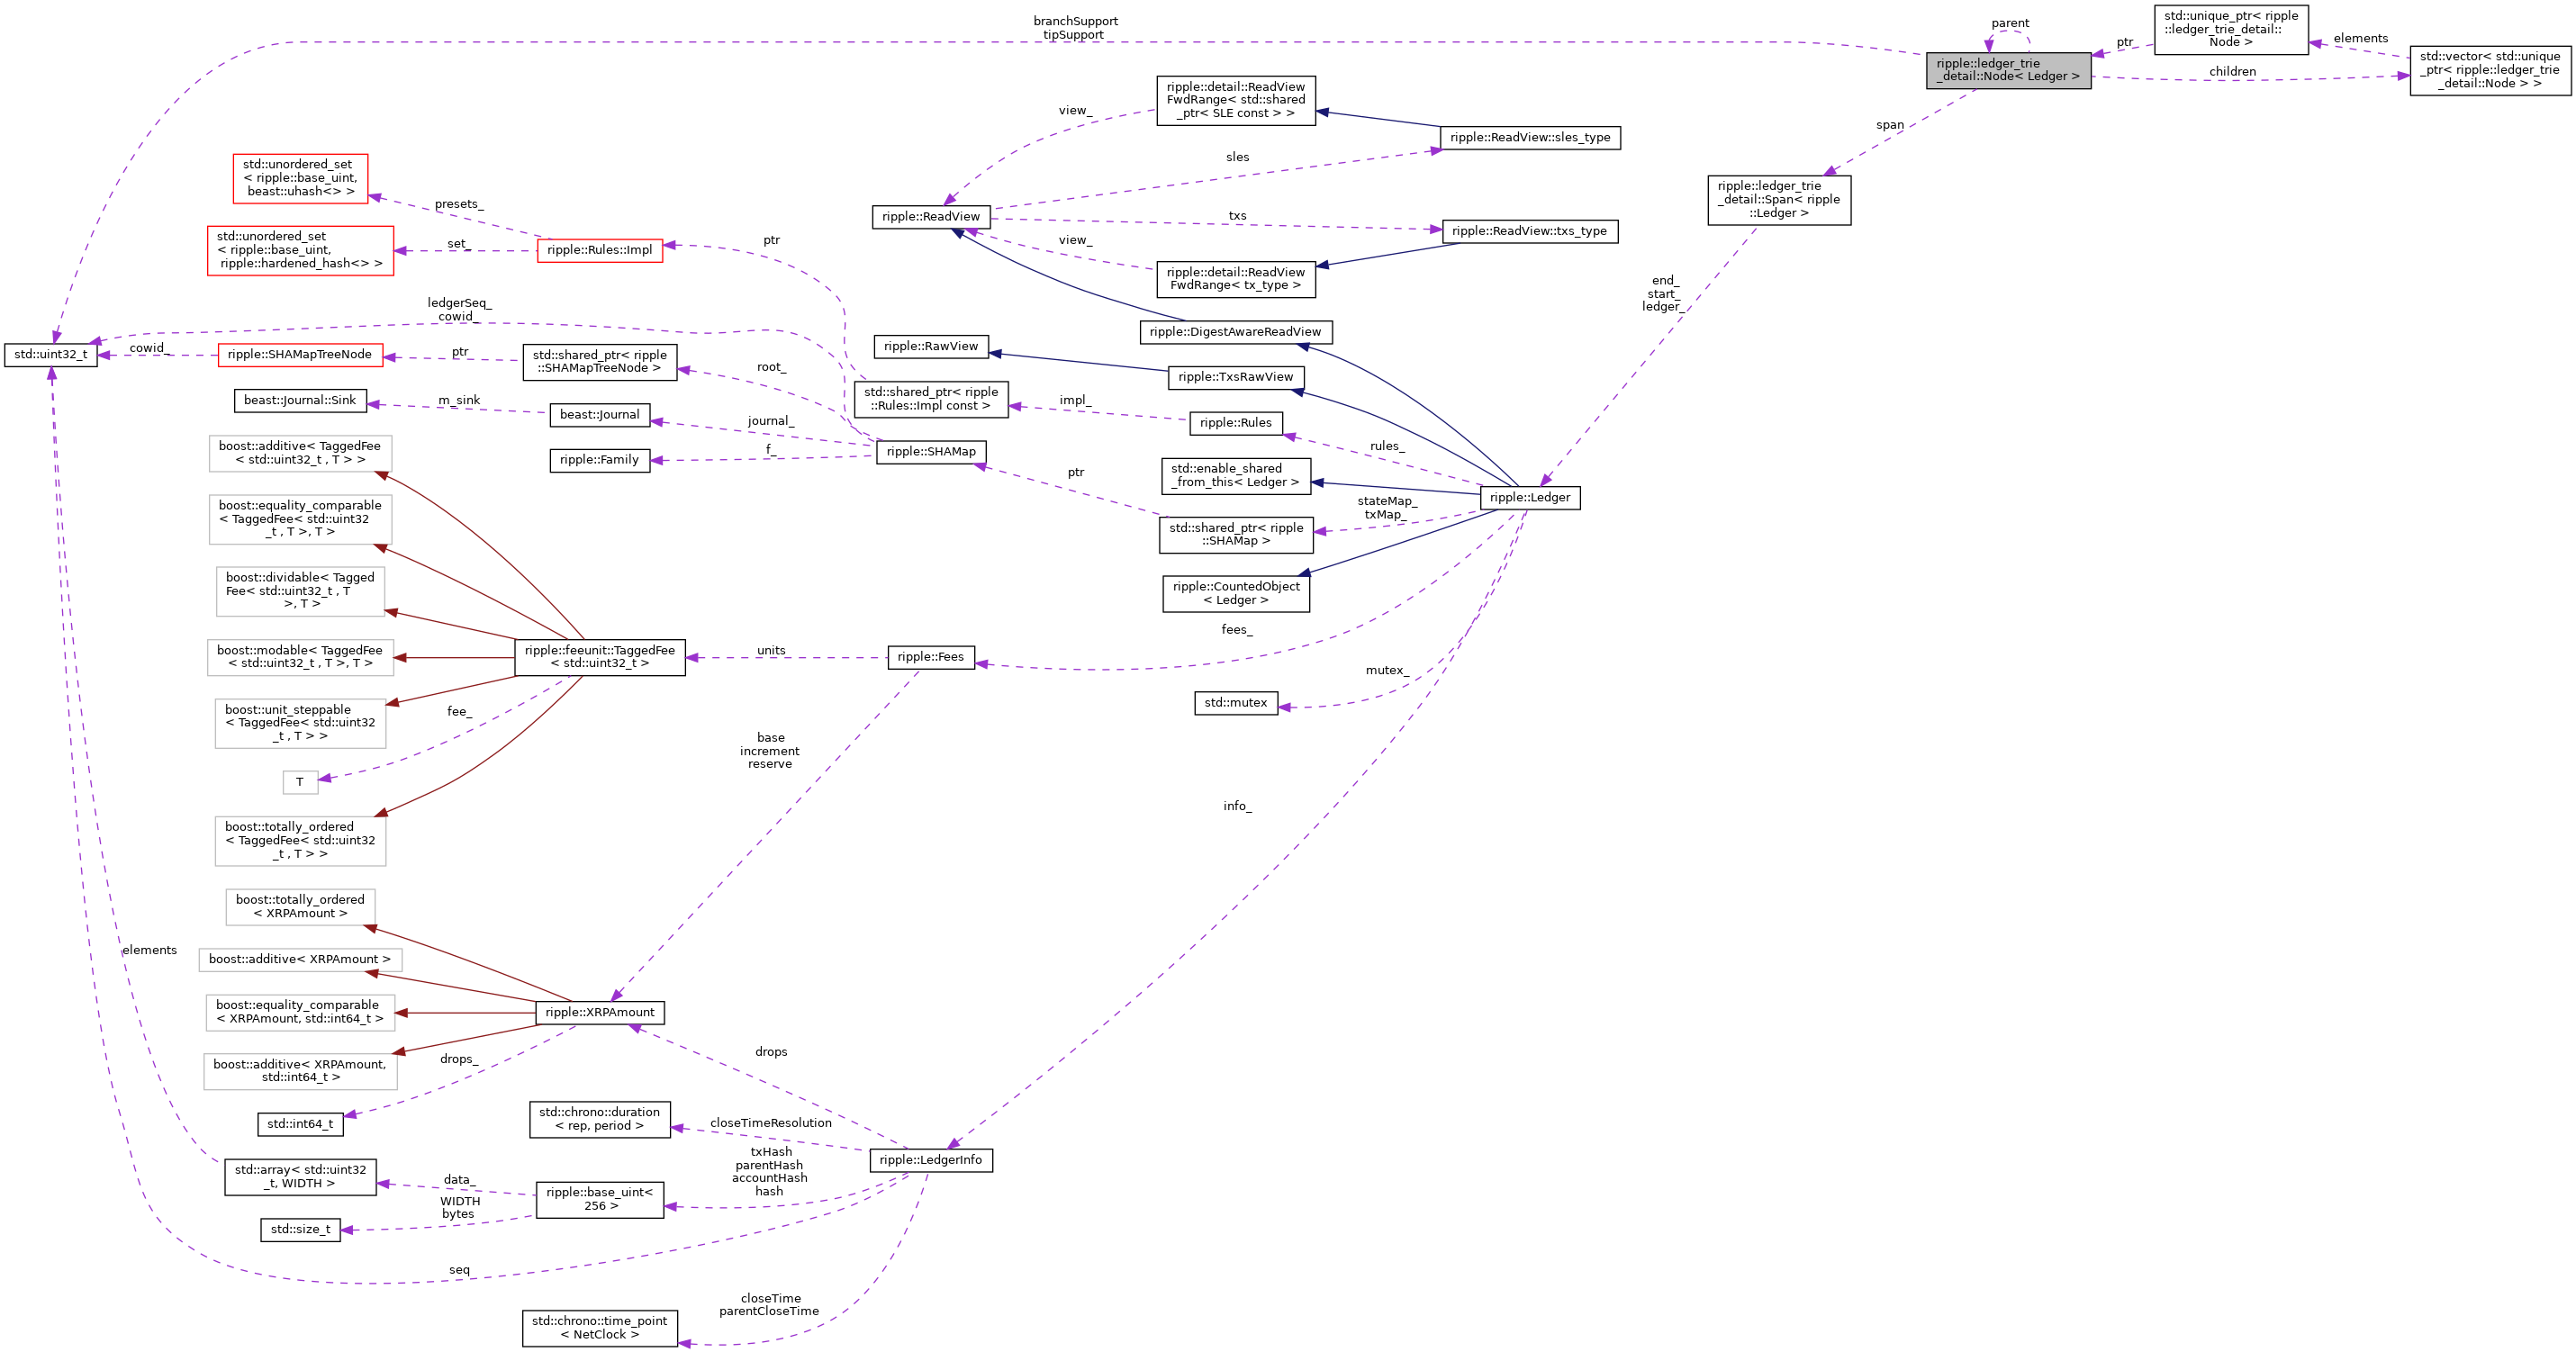 branchSupport
tipSupport
parent
ripple::ledger_trie
_detail::Node< Ledger >
ptr
std::unique_ptr< ripple
::ledger_trie_detail::
Node >
elements
std::vector< std::unique
_ptr< ripple::ledger_trie
_detail::Node > >
children
span
ripple::ledger_trie
_detail::Span< ripple
::Ledger >
end_
start_
ledger_
ripple::detail::ReadView
FwdRange< std::shared
_ptr< SLE const > >
view_
ripple::ReadView::sles_type
sles
ripple::ReadView
txs
ripple::ReadView::txs_type
view_
ripple::detail::ReadView
FwdRange< tx_type >
std::unordered_set
< ripple::base_uint,
beast::uhash<> >
presets_
std::unordered_set
< ripple::base_uint,
ripple::hardened_hash<> >
set_
ripple::Rules::Impl
ptr
ledgerSeq_
cowid_
std::uint32_t
cowid_
ripple::SHAMapTreeNode
ptr
std::shared_ptr< ripple
::SHAMapTreeNode >
root_
ripple::DigestAwareReadView
ripple::RawView
ripple::TxsRawView
std::shared_ptr< ripple
::Rules::Impl const >
impl_
ripple::Rules
rules_
beast::Journal::Sink
m_sink
beast::Journal
journal_
ripple::Family
f_
ripple::SHAMap
ptr
std::enable_shared
_from_this< Ledger >
ripple::Ledger
stateMap_
txMap_
std::shared_ptr< ripple
::SHAMap >
ripple::CountedObject
< Ledger >
boost::additive< TaggedFee
< std::uint32_t , T > >
boost::equality_comparable
< TaggedFee< std::uint32
_t , T >, T >
boost::dividable< Tagged
Fee< std::uint32_t , T
>, T >
boost::modable< TaggedFee
< std::uint32_t , T >, T >
ripple::feeunit::TaggedFee
< std::uint32_t >
units
ripple::Fees
fees_
mutex_
std::mutex
boost::unit_steppable
< TaggedFee< std::uint32
_t , T > >
fee_
T
base
increment
reserve
info_
boost::totally_ordered
< TaggedFee< std::uint32
_t , T > >
boost::totally_ordered
< XRPAmount >
elements
boost::additive< XRPAmount >
boost::equality_comparable
< XRPAmount, std::int64_t >
ripple::XRPAmount
boost::additive< XRPAmount,
std::int64_t >
drops_
drops
std::int64_t
std::chrono::duration
< rep, period >
closeTimeResolution
ripple::LedgerInfo
txHash
parentHash
accountHash
hash
std::array< std::uint32
_t, WIDTH >
data_
ripple::base_uint<
256 >
WIDTH
bytes
std::size_t
seq
closeTime
parentCloseTime
std::chrono::time_point
< NetClock >